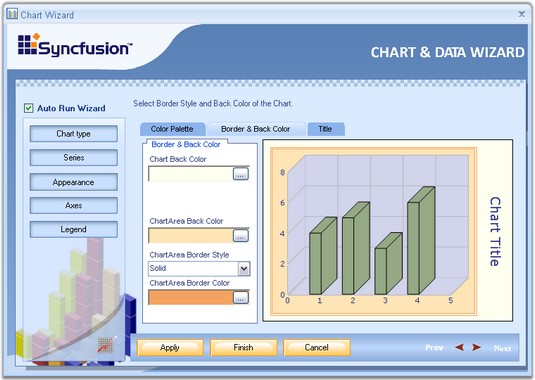 Chart Wizard
Syncfusion™
CHART & DATA WIZARD
Auto Run Wizard
Chart type
Series
Appearance
Axes
Legend
Select Border Style and Back Color of the Chart.
Color Palette
Border & Back Color
Title
Border & Back Color
Chart Back Color
...
ChartArea Back Color
...
ChartArea Border Style
Solid
ChartArea Border Color
...
8
6
4
2
0
0 1 2 3 4 5
Chart Title
Apply
Finish
Cancel
Prev
Next